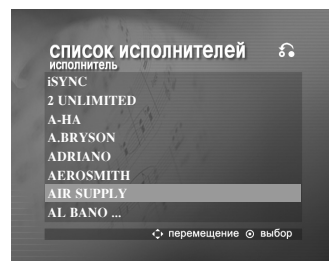 список исполнителей
исполнитель
iSYNC
2 UNLIMITED
A-HA
A.BRYSON
ADRIANO
AEROSMITH
AIR SUPPLY
AL BANO ...
перемещение выбор